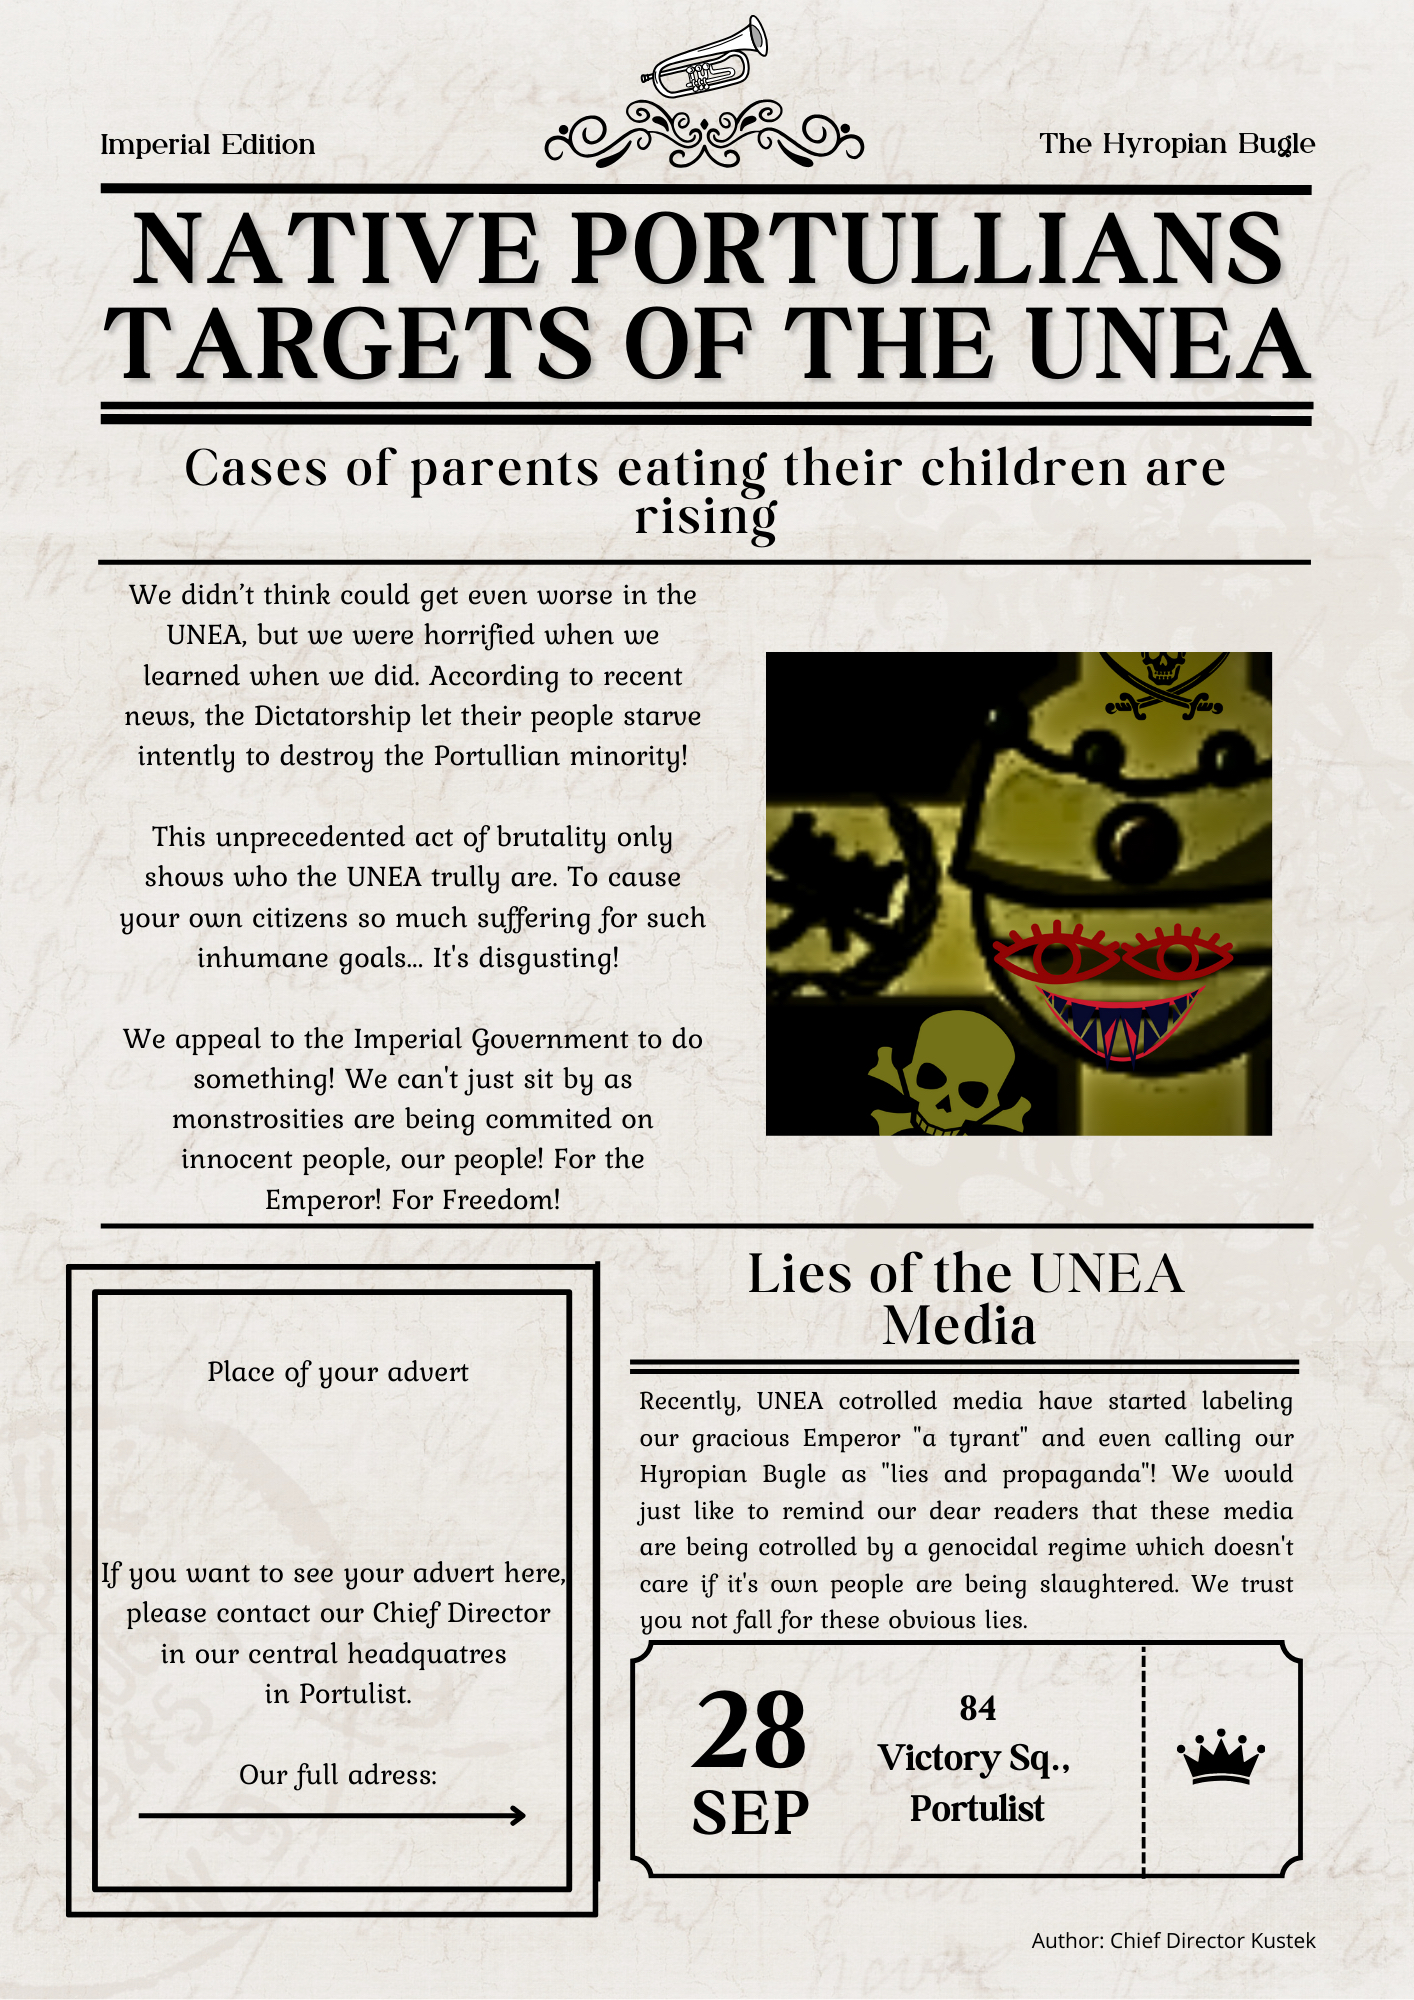 Imperial Edition
The Hyropian Bugle
NATIVE PORTULLIANS
TARGETS OF THE UNEA
Cases of parents eating their children are
rising
We didn’t think could get even worse in the
UNEA, but we were horrified when we
learned when we did. According to recent
news, the Dictatorship let their people starve
intently to destroy the Portullian minority!
This unprecedented act of brutality only
shows who the UNEA trully are. To cause
your own citizens so much suffering for such
inhumane goals... It's disgusting!
We appeal to the Imperial Government to do
something! We can't just sit by as
monstrosities are being commited on
innocent people, our people! For the
Emperor! For Freedom!
Place of your advert
If you want to see your advert here,
please contact our Chief Director
in our central headquatres
in Portulist.
Our full adress:
Lies of the UNEA
Media
Recently, UNEA cotrolled media have started labeling
our gracious Emperor "a tyrant" and even calling our
Hyropian Bugle as "lies and propaganda"! We would
just like to remind our dear readers that these media
are being cotrolled by a genocidal regime which doesn't
care if it's own people are being slaughtered. We trust
you not fall for these obvious lies.
28
SEP
84
Victory Sq.,
Portulist
Author: Chief Director Kustek